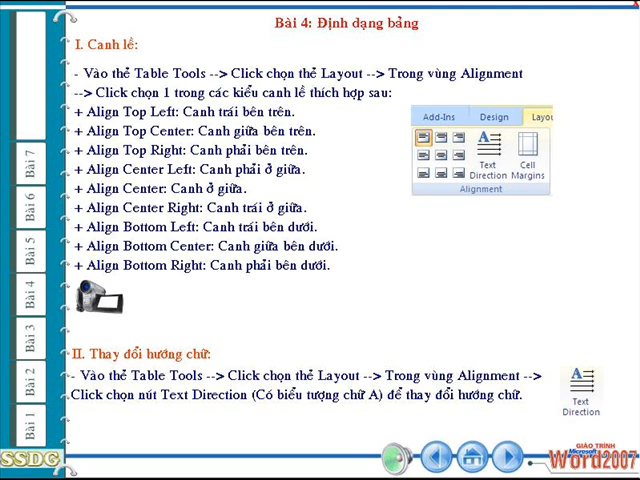 Bài 4: Định dạng bảng
I. Canh lề:
- Vào thẻ Table Tools --> Click chọn thẻ Layout --> Trong vùng Alignment
--> Click chọn 1 trong các kiểu canh lề thích hợp sau:
+ Align Top Left: Canh trái bên trên.
+ Align Top Center: Canh giữa bên trên.
+ Align Top Right: Canh phải bên trên.
+ Align Center Left: Canh phải ở giữa.
+ Align Center: Canh ở giữa.
+ Align Center Right: Canh trái ở giữa.
+ Align Bottom Left: Canh trái bên dưới.
+ Align Bottom Center: Canh giữa bên dưới.
+ Align Bottom Right: Canh phải bên dưới.
Add-Ins Design Layou
Text Direction
Cell Margins
Alignment
II. Thay đổi hướng chữ:
- Vào thẻ Table Tools --> Click chọn thẻ Layout --> Trong vùng Alignment -->
Click chọn nút Text Direction (Có biểu tượng chữ A) để thay đổi hướng chữ.
Text
Direction
Bài 7
Bài 6
Bài 5
Bài 4
Bài 3
Bài 2
Bài 1
SSDG
GIÁO TRÌNH
Microsoft
Word2007